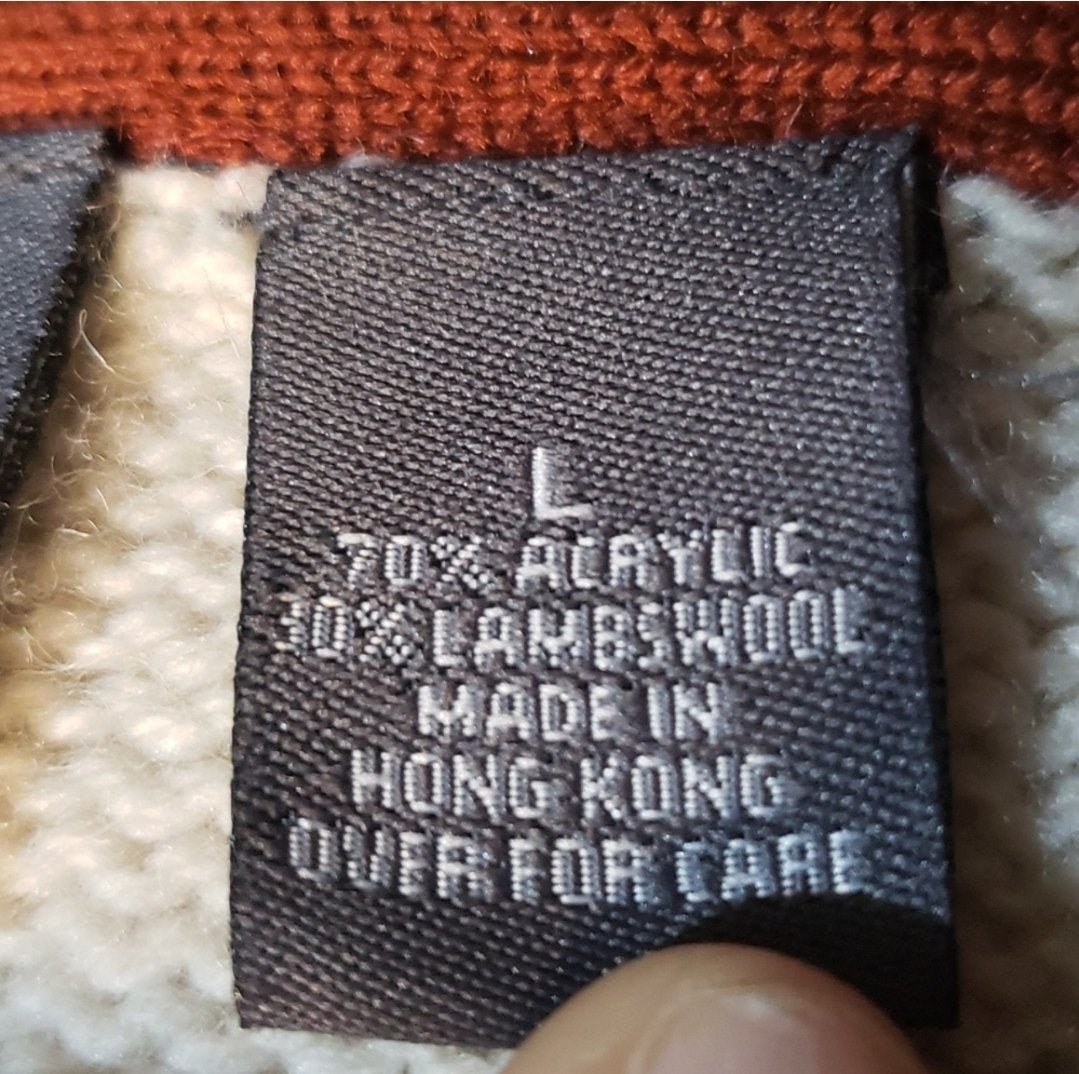 L
70% ACRYLIC
30% LAMBSWOOL
MADE IN
HONG KONG
OVER FOR CARE